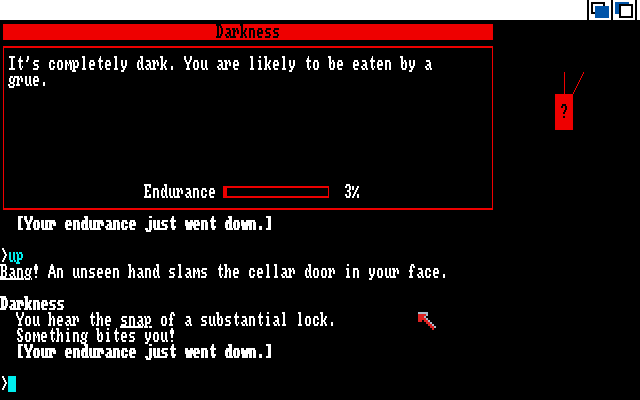 Darkness
It's completely dark. You are likely to be eaten by a
grue.
?
Endurance 3%
[Your endurance just went down.]
>up
Bang! An unseen hand slams the cellar door in your face.
Darkness
You hear the snap of a substantial lock.
Something bites you!
[Your endurance just went down.]
>